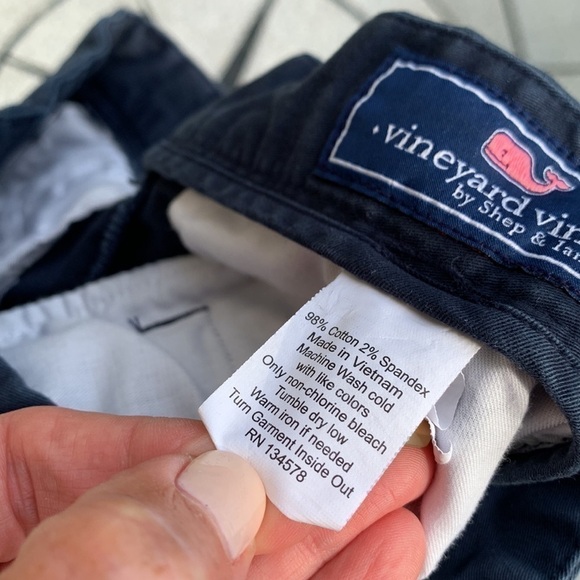 vineyard
by Shep & Ian
98% Cotton 2% Spandex
Made in Vietnam
Machine Wash cold
with like colors
Only non-chlorine bleach
Tumble dry low
Warm iron if needed
Turn Garment Inside Out
RN 134578